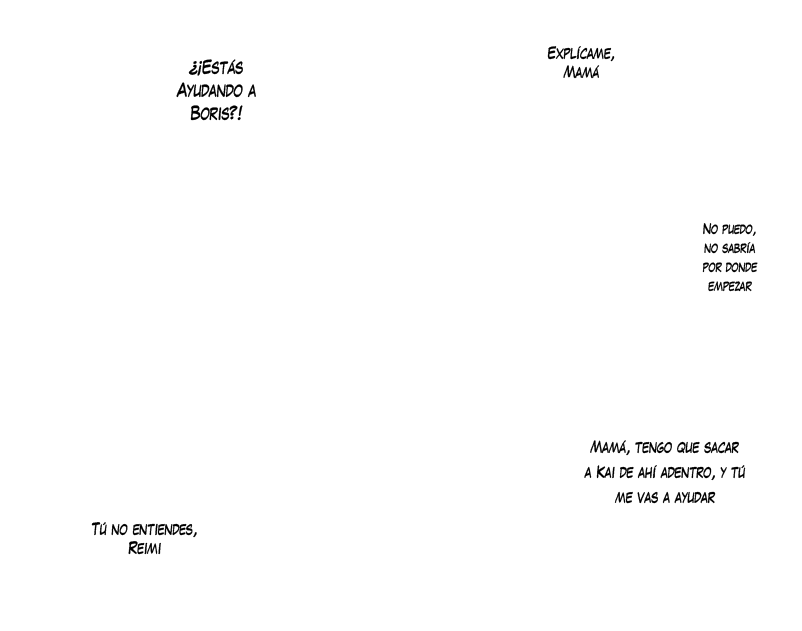 ¿¡Estás
Ayudando a
Boris?!
Tú no entiendes,
Reimi
Explícame,
Mamá
No puedo,
no sabría
por donde
empezar
Mamá, tengo que sacar
a Kai de ahí adentro, y tú
me vas a ayudar